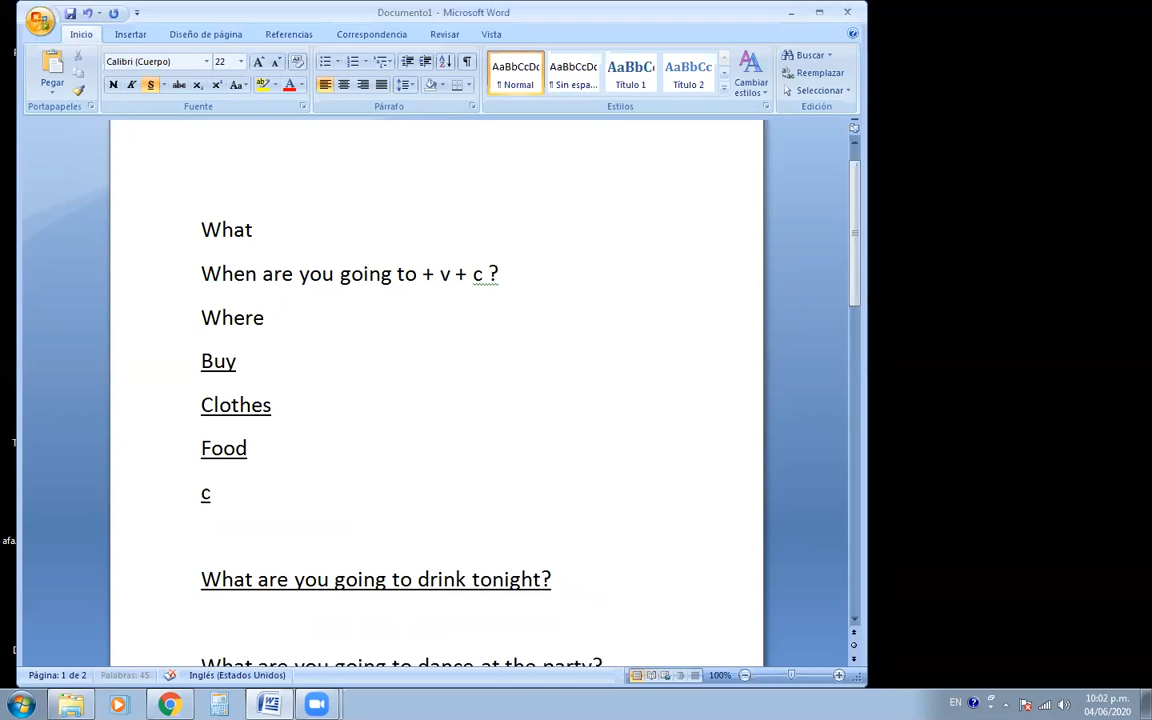 Documento1 - Microsoft Word
Inicio Insertar Diseño de página Referencias Correspondencia Revisar Vista
Pegar
Calibri (Cuerpo) 22
AaBbCcDc AaBbCcDc AaBbC AaBbCc
¶ Normal ¶ Sin espa... Título 1 Título 2
Cambiar estilos
Buscar
Reemplazar
Seleccionar
Portapapeles Fuente Párrafo Estilos Edición
What
When are you going to + v + c ?
Where
Buy
Clothes
Food
c
What are you going to drink tonight?
What are you going to dance at the party?
Página: 1 de 2 Palabras: 45 Inglés (Estados Unidos) 100%
EN
10:02 p.m.
04/06/2020